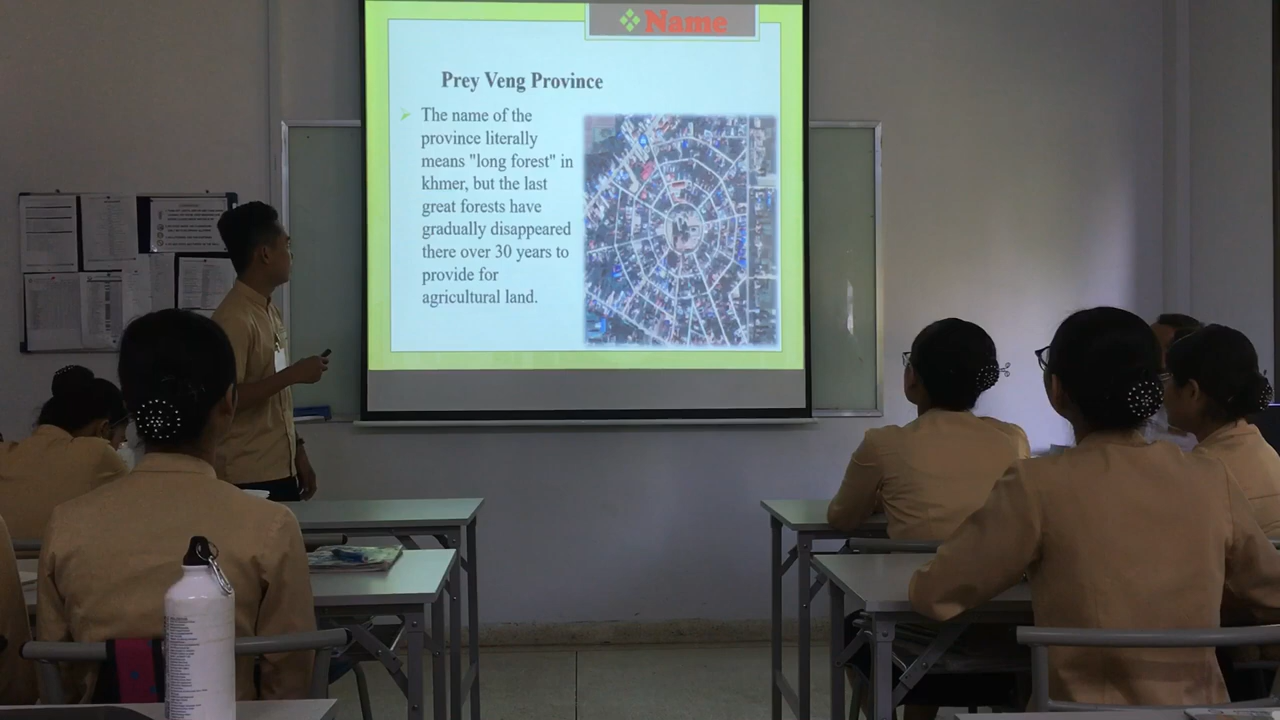 Name
Prey Veng Province
The name of the
province literally
means "long forest" in
khmer, but the last
great forests have
gradually disappeared
there over 30 years to
provide for
agricultural land.